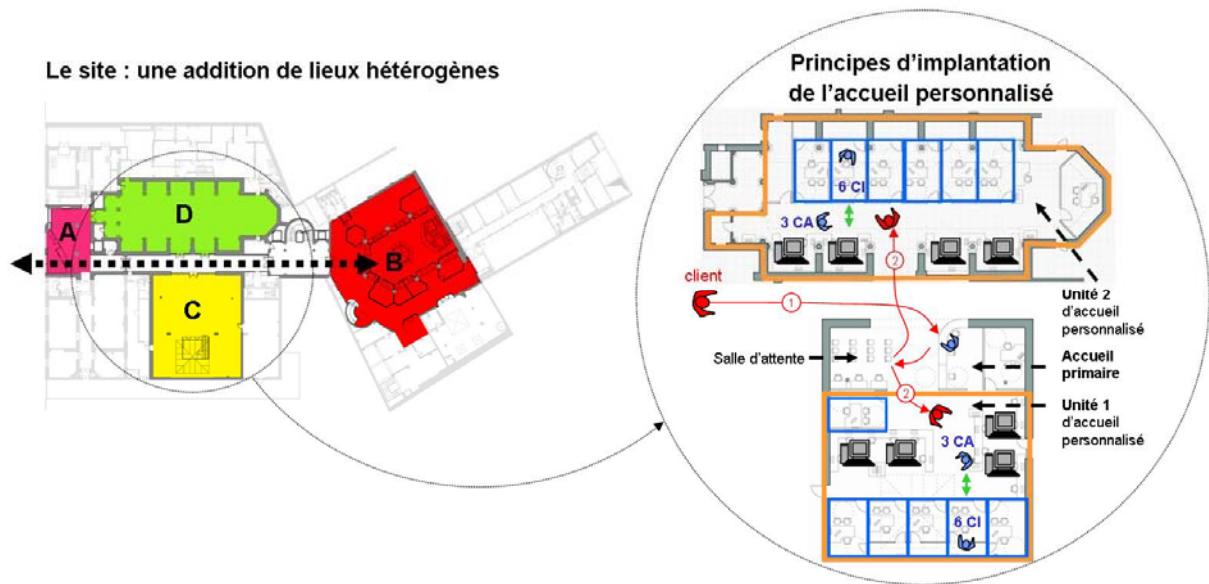 Le site : une addition de lieux hétérogènes
A
D
C
B
Principes d'implantation
de l'accueil personnalisé
6 CI
3 CA
2
client
1
Unité 2
d'accueil
personnalisé
Salle d'attente
Accueil
primaire
2
Unité 1
d'accueil
personnalisé
3 CA
6 CI